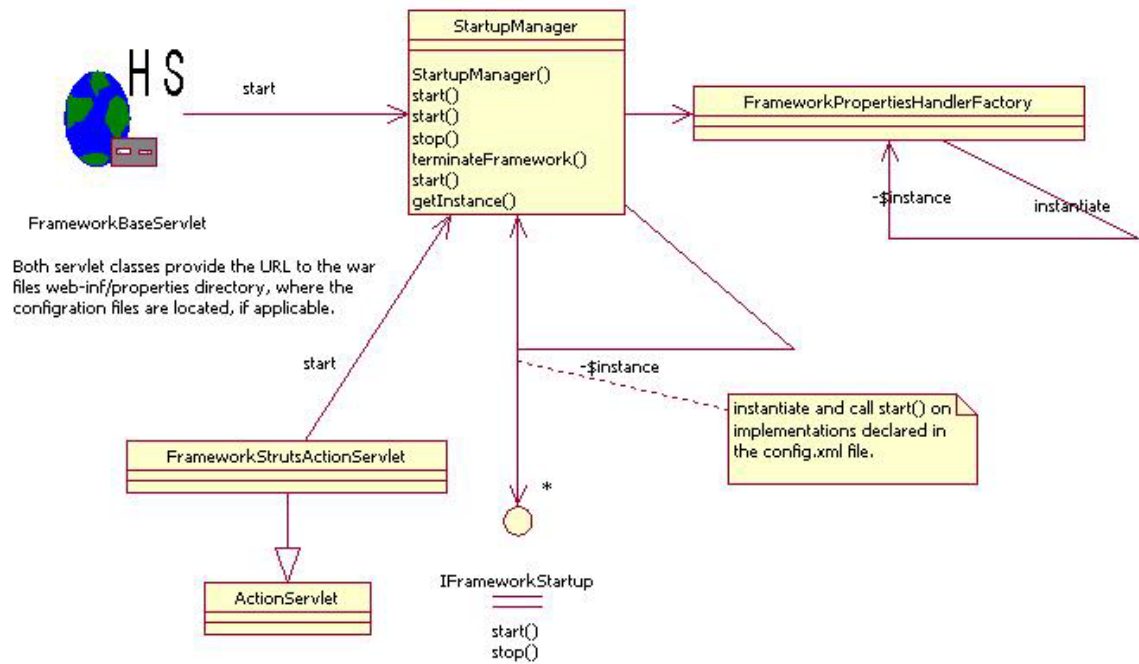 StartupManager
StartupManager()
start()
start()
stop()
terminateFramework()
start()
getInstance()
H S
start
FrameworkPropertiesHandlerFactory
-$instance
instantiate
FrameworkBaseServlet
Both servlet classes provide the URL to the war
files web-inf/properties directory, where the
configration files are located, if applicable.
start
-$instance
instantiate and call start() on
implementations declared in
the config.xml file.
FrameworkStrutsActionServlet
*
ActionServlet
IFrameworkStartup
start()
stop()